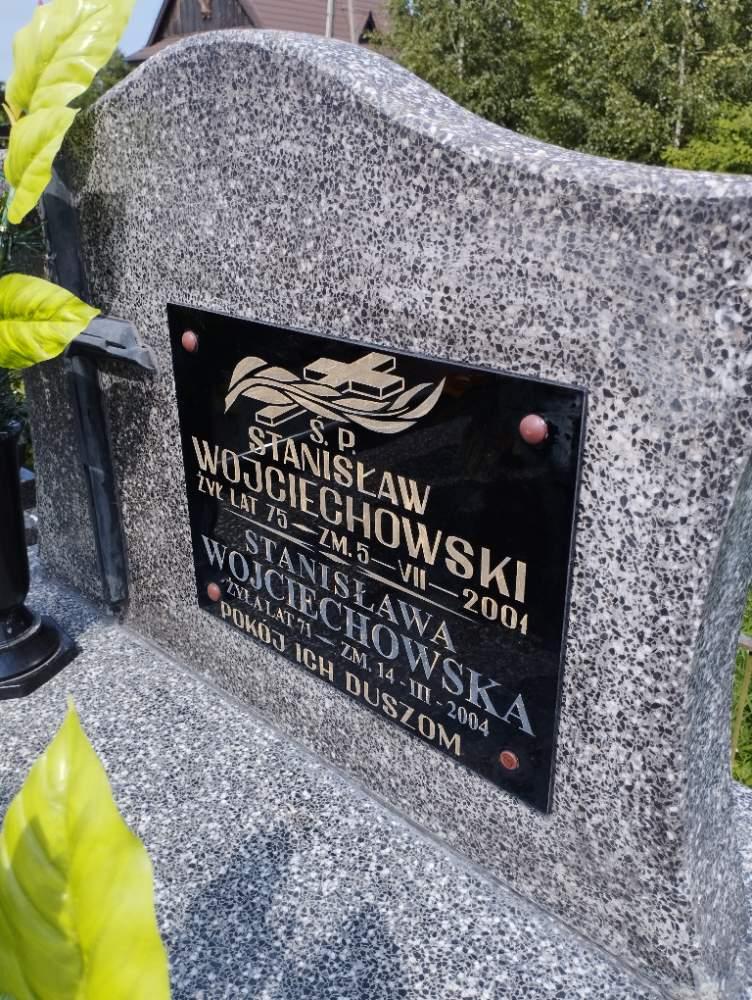 S. P.
STANISŁAW
WOJCIECHOWSKI
ŻYŁ LAT 75 — ZM. 5 — VII — 2001
STANISŁAWA
WOJCIECHOWSKA
ŻYŁA LAT 71 — ZM. 14 - III - 2004
POKÓJ ICH DUSZOM